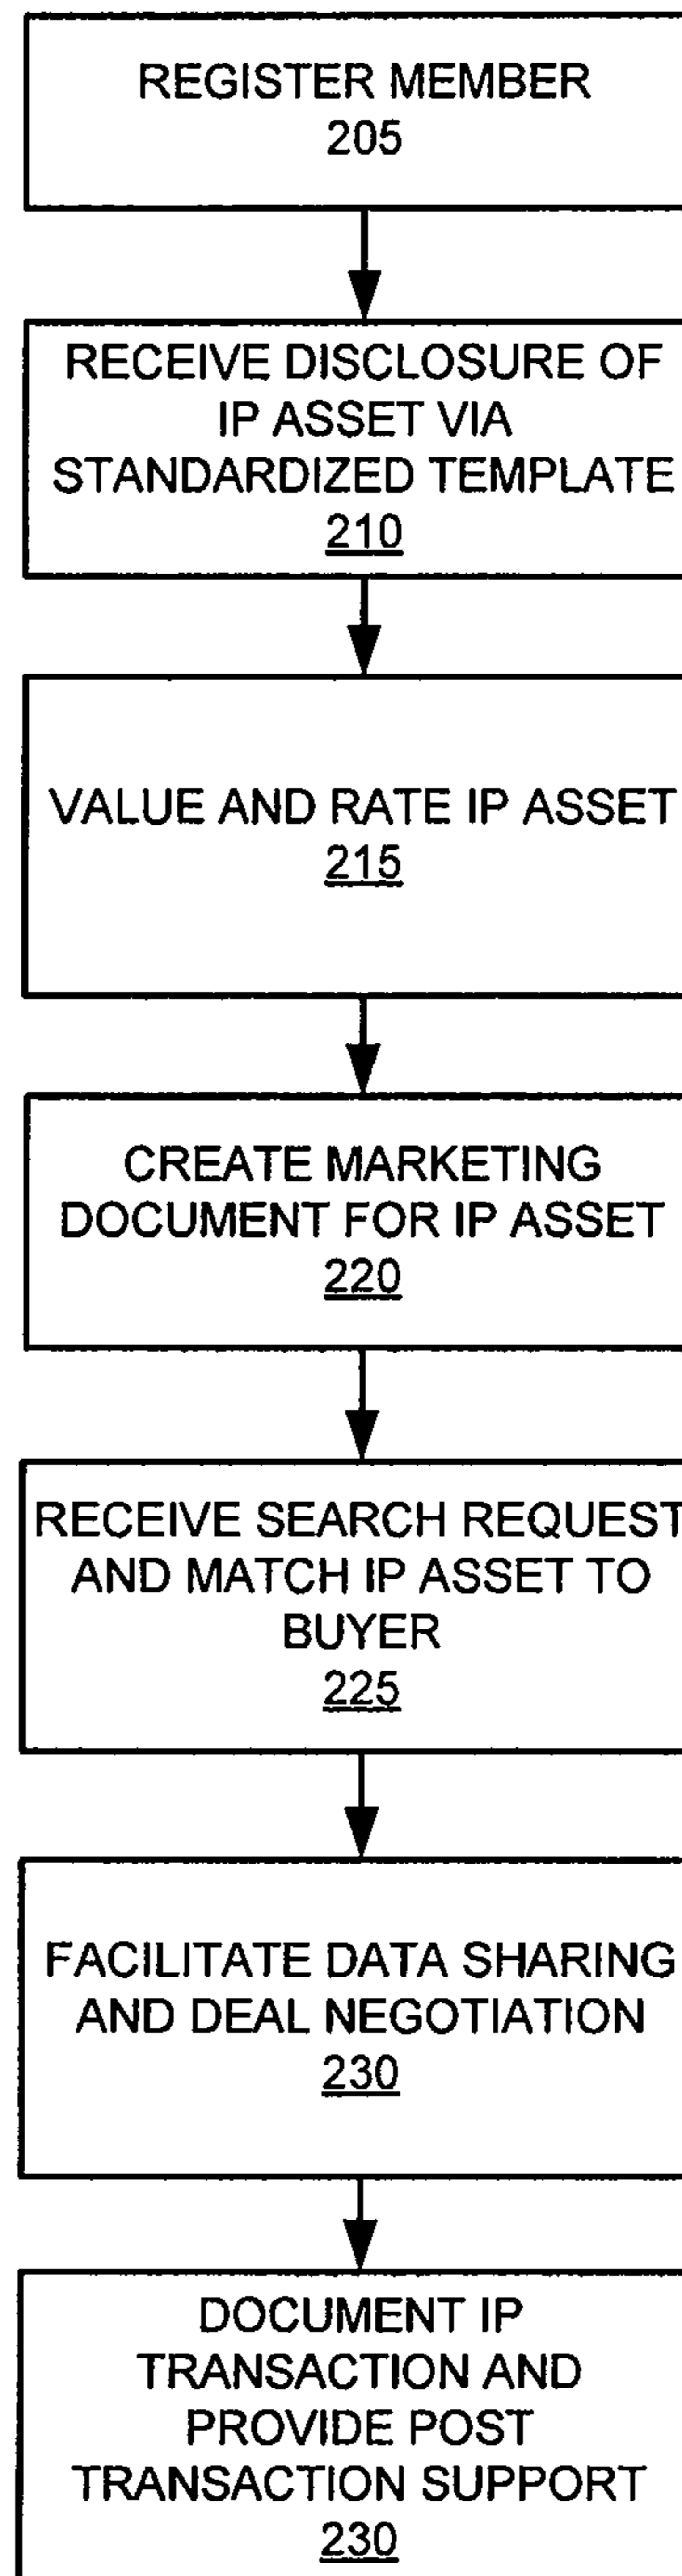 REGISTER MEMBER
205
RECEIVE DISCLOSURE OF
IP ASSET VIA
STANDARDIZED TEMPLATE
210
VALUE AND RATE IP ASSET
215
CREATE MARKETING
DOCUMENT FOR IP ASSET
220
RECEIVE SEARCH REQUEST
AND MATCH IP ASSET TO
BUYER
225
FACILITATE DATA SHARING
AND DEAL NEGOTIATION
230
DOCUMENT IP
TRANSACTION AND
PROVIDE POST
TRANSACTION SUPPORT
230